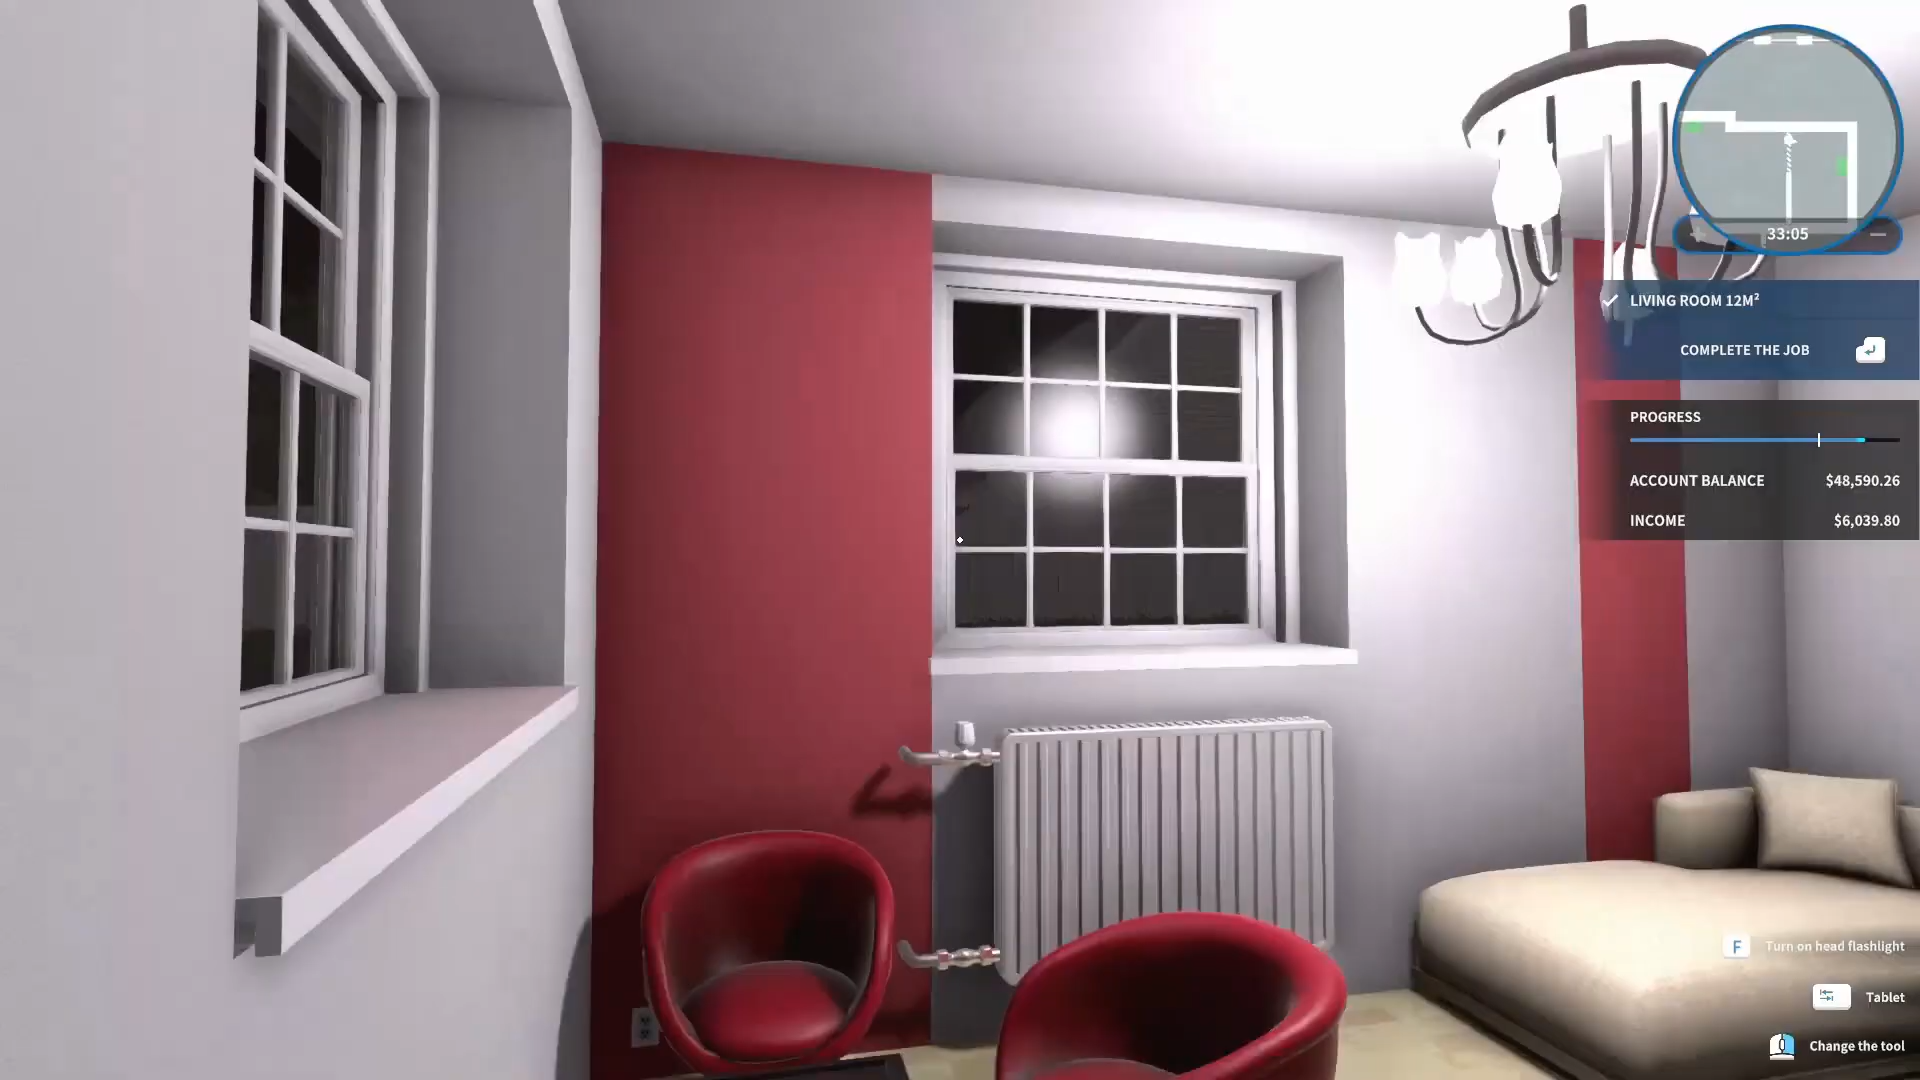 33:05
LIVING ROOM 12M²
COMPLETE THE JOB
PROGRESS
ACCOUNT BALANCE $48,590.26
INCOME $6,039.80
F Turn on head flashlight
Tablet
Change the tool